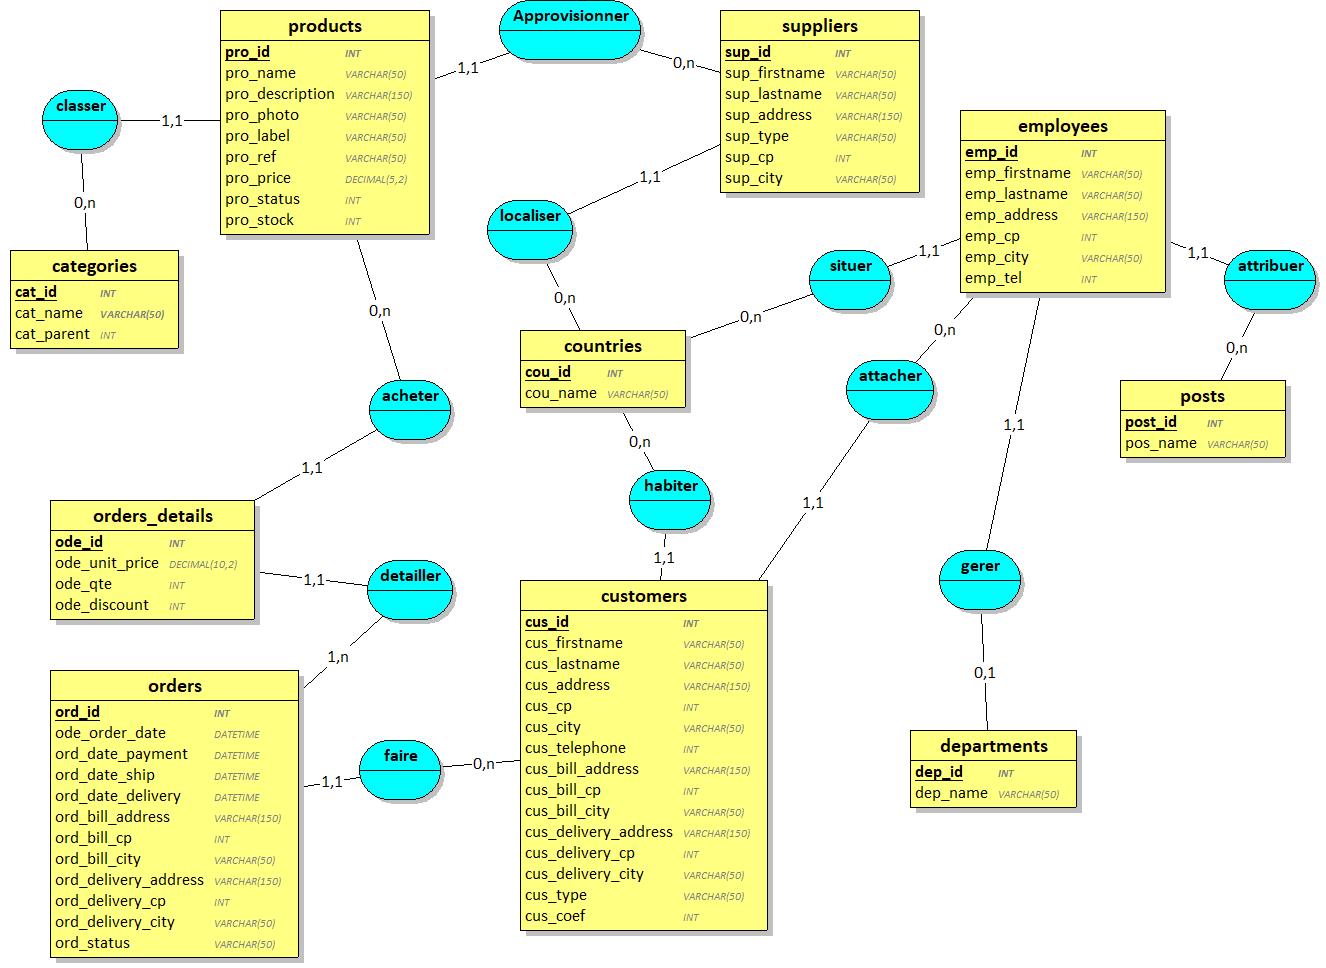 Approvisionner
products
pro_id INT
pro_name VARCHAR(50)
pro_description VARCHAR(150)
pro_photo VARCHAR(50)
pro_label VARCHAR(50)
pro_ref VARCHAR(50)
pro_price DECIMAL(5,2)
pro_status INT
pro_stock INT
1,1
0,n
suppliers
sup_id INT
sup_firstname VARCHAR(50)
sup_lastname VARCHAR(50)
sup_address VARCHAR(150)
sup_type VARCHAR(50)
sup_cp INT
sup_city VARCHAR(50)
classer
1,1
0,n
categories
cat_id INT
cat_name VARCHAR(50)
cat_parent INT
1,1
localiser
0,n
employees
emp_id INT
emp_firstname VARCHAR(50)
emp_lastname VARCHAR(50)
emp_address VARCHAR(150)
emp_cp INT
emp_city VARCHAR(50)
emp_tel INT
1,1
situer
0,n
1,1
attribuer
0,n
posts
post_id INT
pos_name VARCHAR(50)
countries
cou_id INT
cou_name VARCHAR(50)
0,n
attacher
1,1
0,n
acheter
1,1
0,n
habiter
1,1
1,1
gerer
0,1
departments
dep_id INT
dep_name VARCHAR(50)
orders_details
ode_id INT
ode_unit_price DECIMAL(10,2)
ode_qte INT
ode_discount INT
1,1
detailler
1,n
orders
ord_id INT
ode_order_date DATETIME
ord_date_payment DATETIME
ord_date_ship DATETIME
ord_date_delivery DATETIME
ord_bill_address VARCHAR(150)
ord_bill_cp INT
ord_bill_city VARCHAR(50)
ord_delivery_address VARCHAR(150)
ord_delivery_cp INT
ord_delivery_city VARCHAR(50)
ord_status VARCHAR(50)
1,1
faire
0,n
customers
cus_id INT
cus_firstname VARCHAR(50)
cus_lastname VARCHAR(50)
cus_address VARCHAR(150)
cus_cp INT
cus_city VARCHAR(50)
cus_telephone INT
cus_bill_address VARCHAR(150)
cus_bill_cp INT
cus_bill_city VARCHAR(50)
cus_delivery_address VARCHAR(150)
cus_delivery_cp INT
cus_delivery_city VARCHAR(50)
cus_type VARCHAR(50)
cus_coef INT